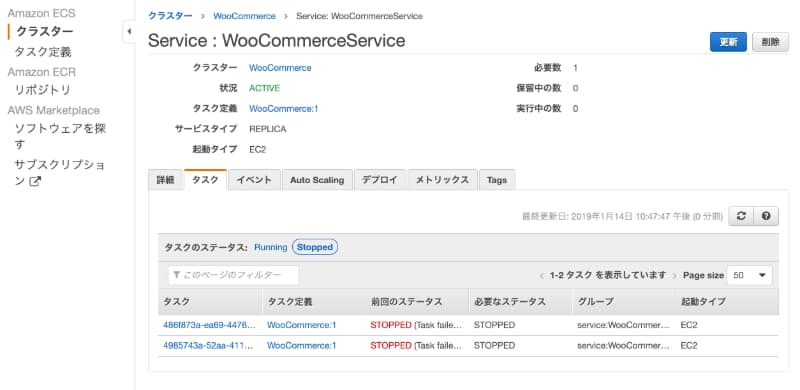 Amazon ECS
クラスター
タスク定義
Amazon ECR
リポジトリ
AWS Marketplace
ソフトウェアを探
す
サブスクリプショ
ン
クラスター > WooCommerce > Service: WooCommerceService
Service : WooCommerceService
更新 削除
クラスター WooCommerce 必要数 1
状況 ACTIVE 保留中の数 0
タスク定義 WooCommerce:1 実行中の数 0
サービスタイプ REPLICA
起動タイプ EC2
詳細 タスク イベント Auto Scaling デプロイ メトリックス Tags
最終更新日: 2019年1月14日 10:47:47 午後 (0 分前)
タスクのステータス: Running Stopped
このページのフィルター < 1-2 タスク を表示しています > Page size 50
タスク タスク定義 前回のステータス 必要なステータス グループ 起動タイプ
486f873a-ea69-4476... WooCommerce:1 STOPPED (Task faile... STOPPED service:WooCommer... EC2
4985743a-52aa-411... WooCommerce:1 STOPPED (Task faile... STOPPED service:WooCommer... EC2